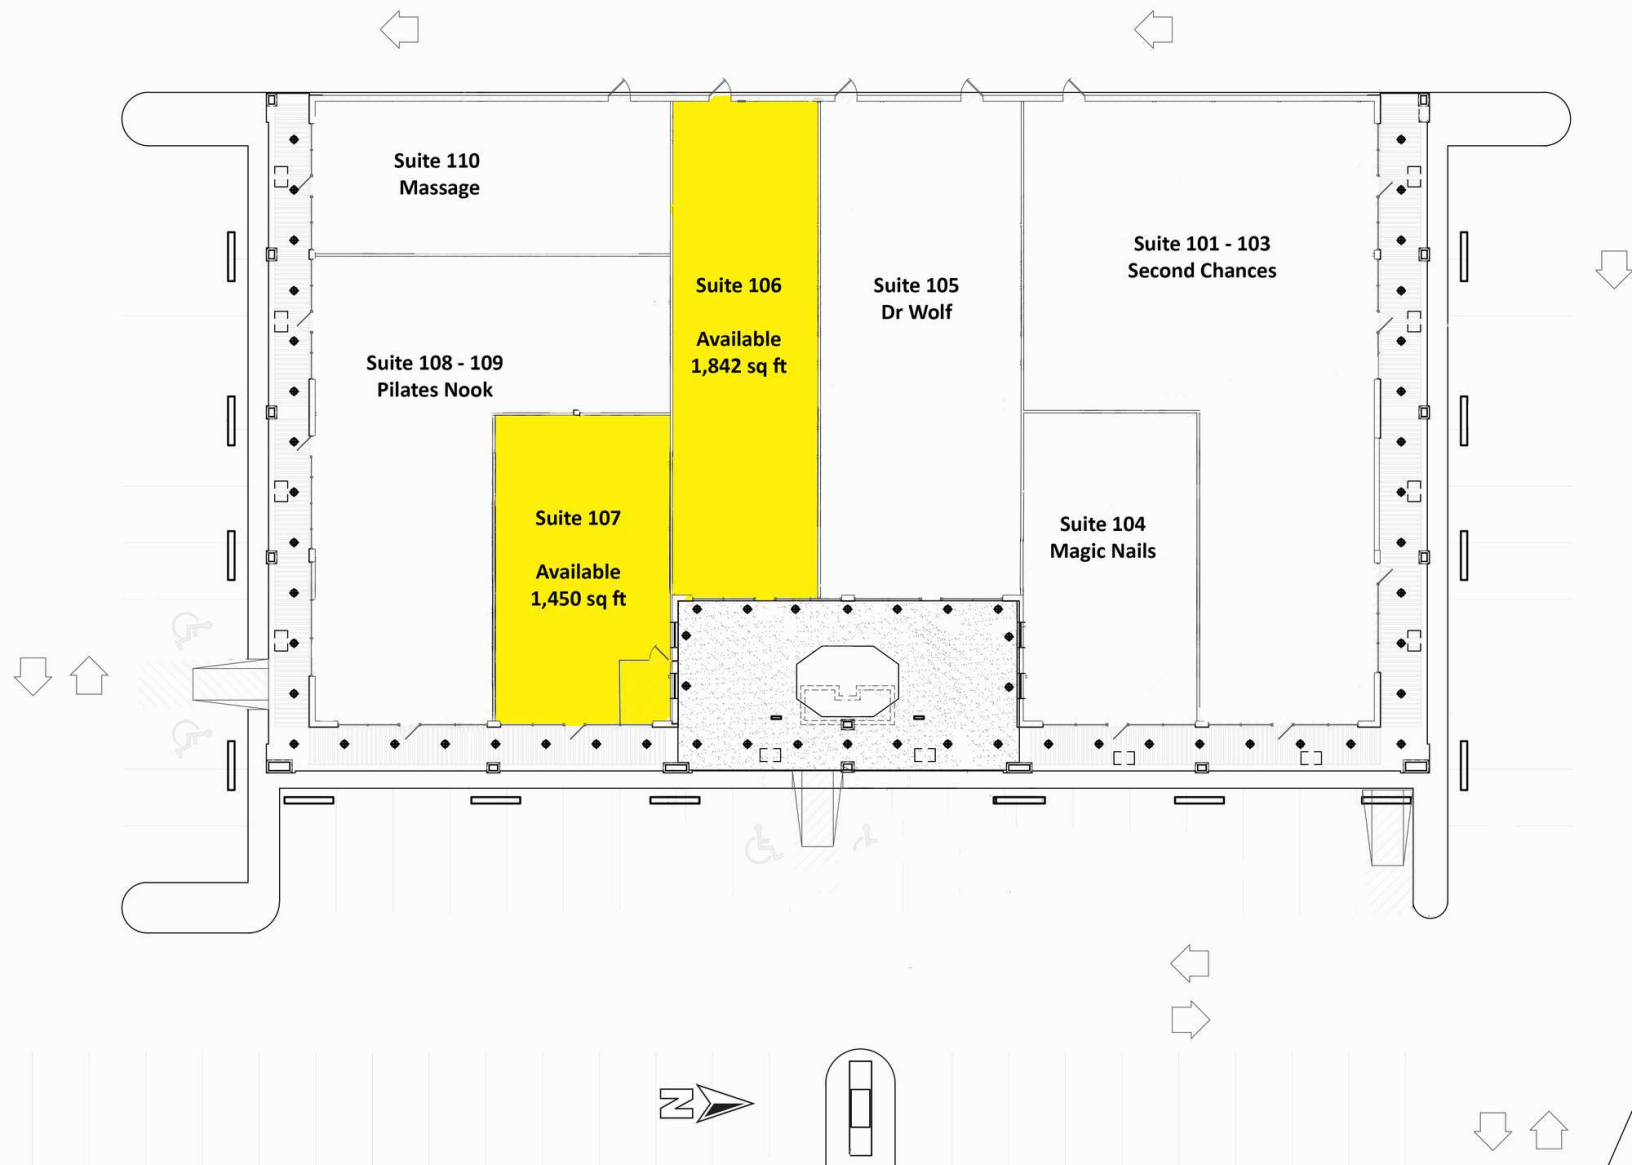 Suite 110
Massage
Suite 106
Available
1,842 sq ft
Suite 105
Dr Wolf
Suite 101 - 103
Second Chances
Suite 108 - 109
Pilates Nook
Suite 107
Available
1,450 sq ft
Suite 104
Magic Nails
N